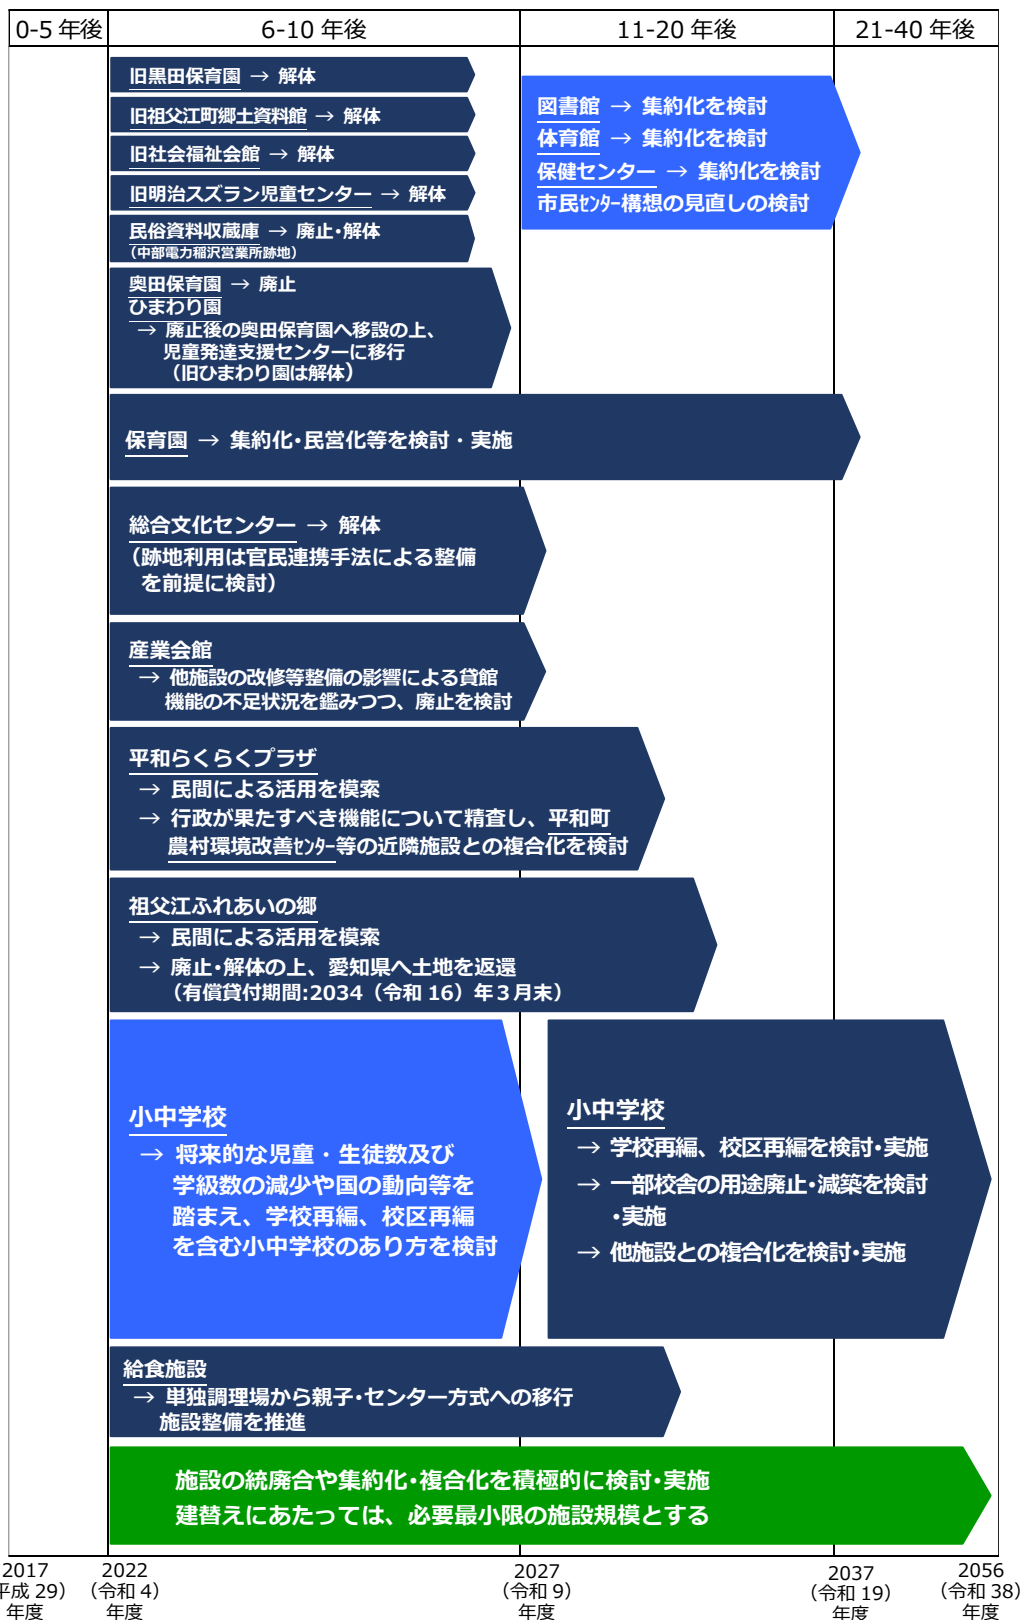 0-5 年後
6-10 年後
11-20 年後
21-40 年後
旧黒田保育園 → 解体
旧祖父江町郷土資料館 → 解体
旧社会福祉会館 → 解体
旧明治スズラン児童センター → 解体
民俗資料収蔵庫 → 廃止・解体
（中部電力稲沢営業所跡地）
図書館 → 集約化を検討
体育館 → 集約化を検討
保健センター → 集約化を検討
市民ｾﾝﾀｰ構想の見直しの検討
奥田保育園 → 廃止
ひまわり園
→ 廃止後の奥田保育園へ移設の上、
児童発達支援センターに移行
（旧ひまわり園は解体）
保育園 → 集約化・民営化等を検討・実施
総合文化センター → 解体
（跡地利用は官民連携手法による整備
を前提に検討）
産業会館
→ 他施設の改修等整備の影響による貸館
機能の不足状況を鑑みつつ、廃止を検討
平和らくらくプラザ
→ 民間による活用を模索
→ 行政が果たすべき機能について精査し、平和町
農村環境改善ｾﾝﾀｰ等の近隣施設との複合化を検討
祖父江ふれあいの郷
→ 民間による活用を模索
→ 廃止・解体の上、愛知県へ土地を返還
（有償貸付期間:2034（令和 16）年３月末）
小中学校
→ 将来的な児童・生徒数及び
学級数の減少や国の動向等を
踏まえ、学校再編、校区再編
を含む小中学校のあり方を検討
小中学校
→ 学校再編、校区再編を検討・実施
→ 一部校舎の用途廃止・減築を検討
・実施
→ 他施設との複合化を検討・実施
給食施設
→ 単独調理場から親子・センター方式への移行
施設整備を推進
施設の統廃合や集約化・複合化を積極的に検討・実施
建替えにあたっては、必要最小限の施設規模とする
2017
平成 29）
年度
2022
（令和 4）
年度
2027
（令和 9）
年度
2037
（令和 19）
年度
2056
（令和 38）
年度